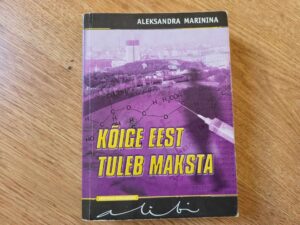 ALEKSANDRA MARININA
KÕIGE EEST
TULEB MAKSTA
alibi